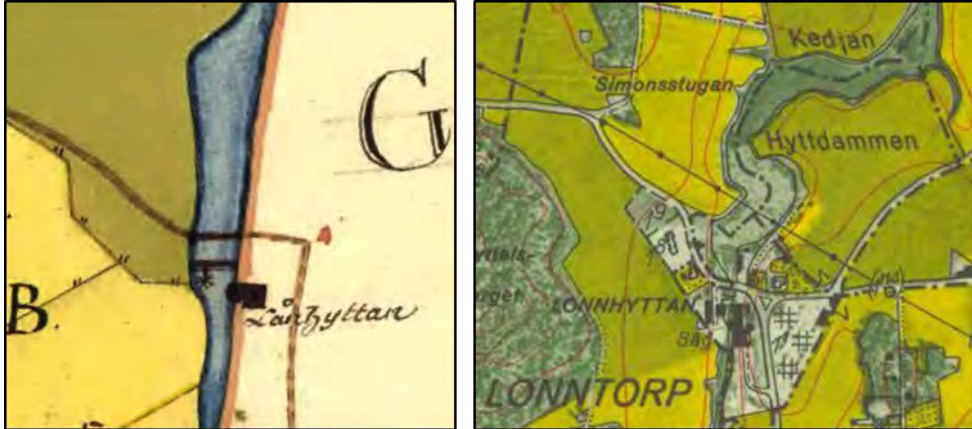 G
A
B.
Lånhyttan
Kedjan
Simonsstugan
Hyttdammen
LONNHYTTAN
Såg
LONNTORP